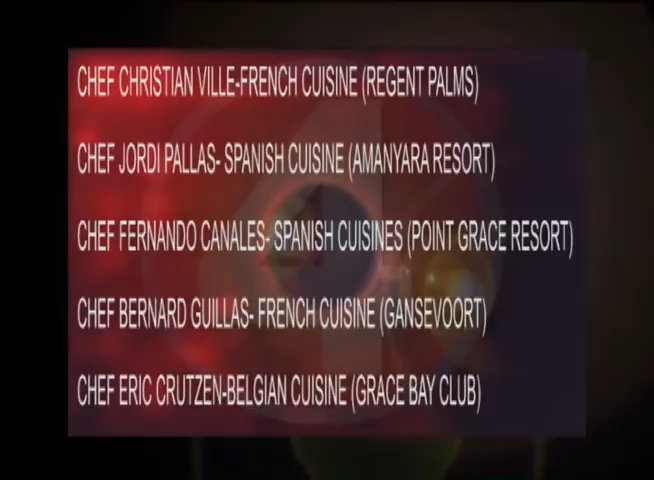 CHEF CHRISTIAN VILLE-FRENCH CUISINE (REGENT PALMS)
CHEF JORDI PALLAS- SPANISH CUISINE (AMANYARA RESORT)
CHEF FERNANDO CANALES- SPANISH CUISINES (POINT GRACE RESORT)
CHEF BERNARD GUILLAS- FRENCH CUISINE (GANSEVOORT)
CHEF ERIC CRUTZEN-BELGIAN CUISINE (GRACE BAY CLUB)